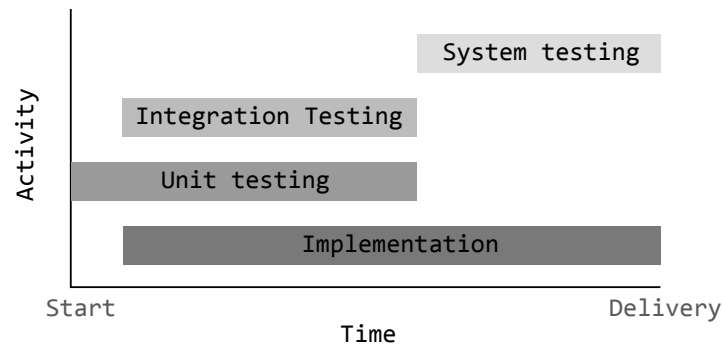 System testing
Integration Testing
Unit testing
Implementation
Activity
Start
Delivery
Time